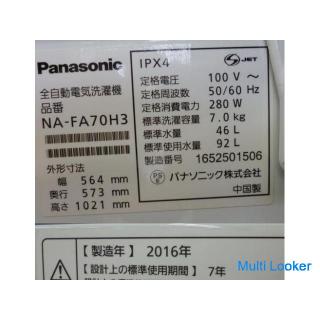 Panasonic
全自動電気洗濯機
品番
NA-FA70H3
外形寸法
幅 564 mm
奥行 573 mm
高さ 1021 mm
IPX4
JET
定格電圧 100 V～
定格周波数 50/60 Hz
定格消費電力 280 W
標準洗濯容量 7.0 kg
標準水量 46 L
標準使用水量 92 L
製造番号 1652501506
パナソニック株式会社
中国製
【製造年】 2016年
【設計上の標準使用期間】 7年
Multi Looker